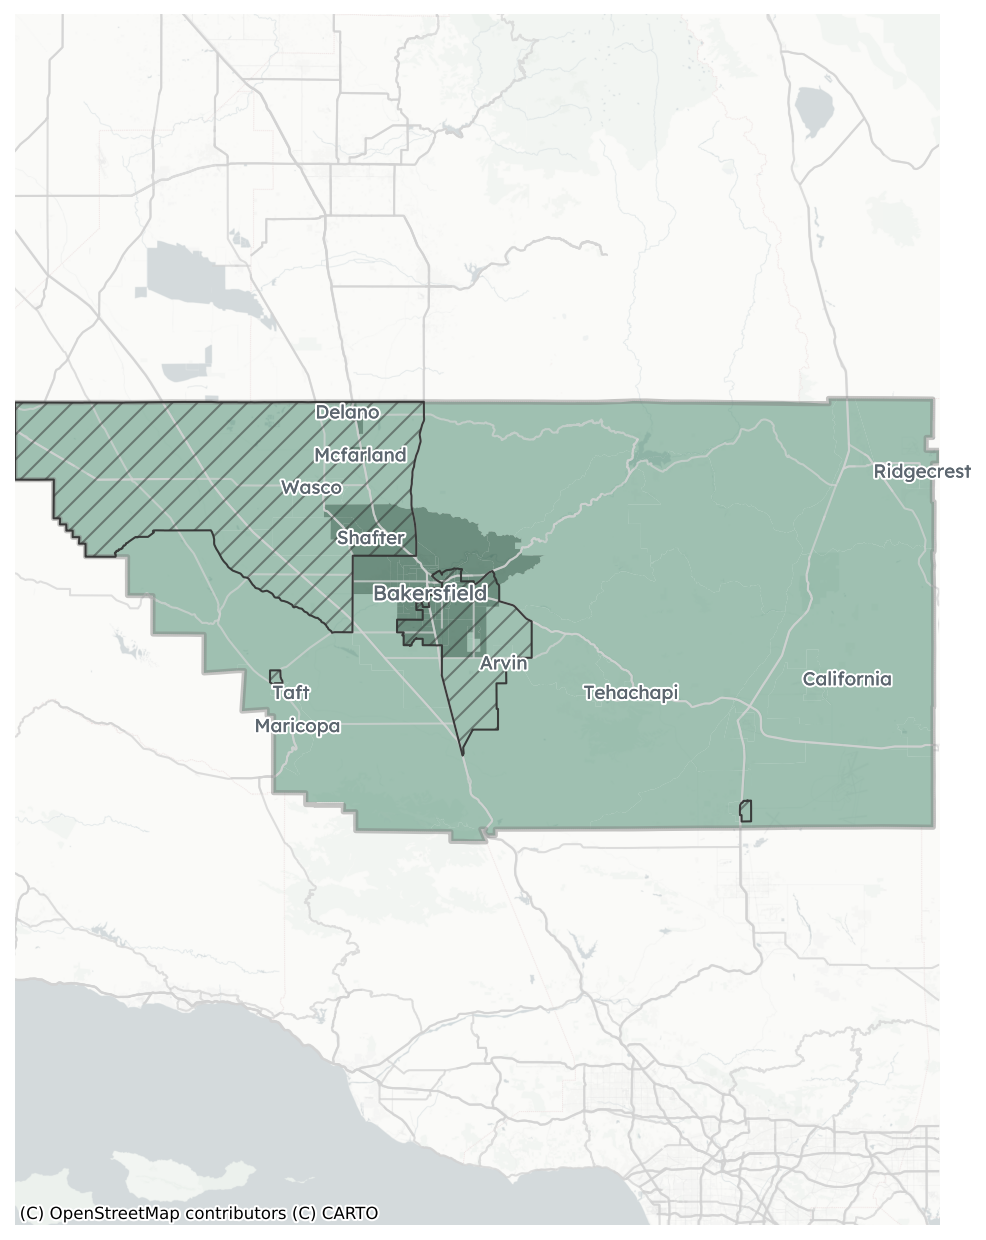 Delano
Mcfarland
Wasco
Ridgecrest
Shafter
Bakersfield
Arvin
California
Taft
Tehachapi
Maricopa
(C) OpenStreetMap contributors (C) CARTO